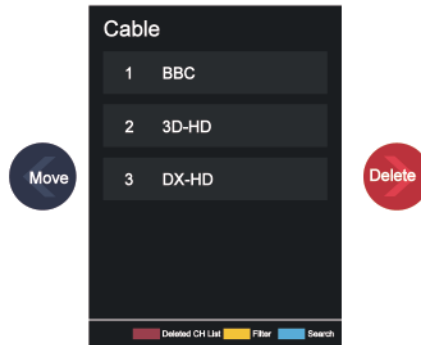 Cable
1 BBC
2 3D-HD
3 DX-HD
Move
Delete
Deleted CH List Filter Search